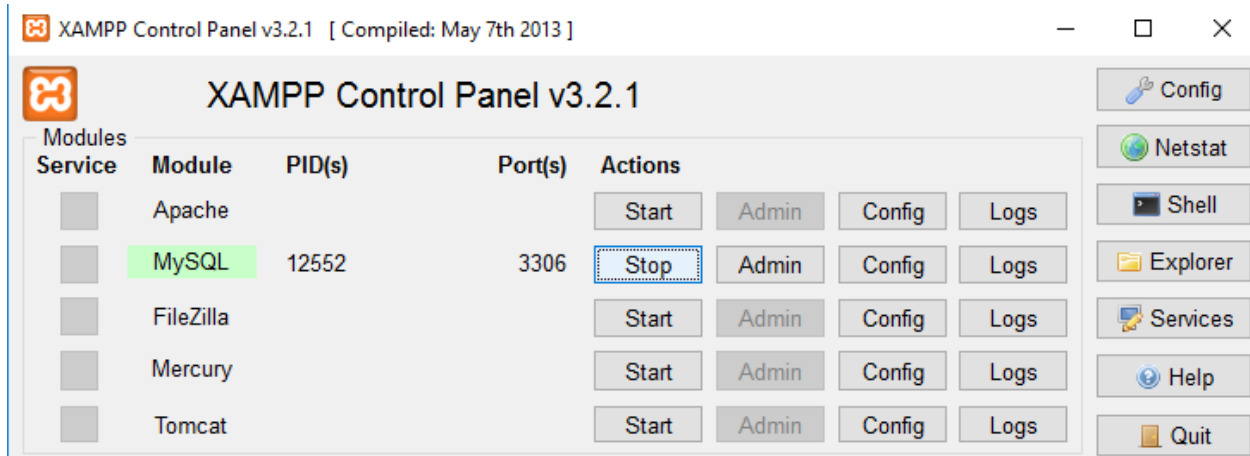 XAMPP Control Panel v3.2.1 [ Compiled: May 7th 2013 ]
XAMPP Control Panel v3.2.1
Config
Modules
Netstat
Service Module PID(s) Port(s) Actions
Apache Start Admin Config Logs
Shell
MySQL 12552 3306 Stop Admin Config Logs
Explorer
FileZilla Start Admin Config Logs
Services
Mercury Start Admin Config Logs
Help
Tomcat Start Admin Config Logs
Quit